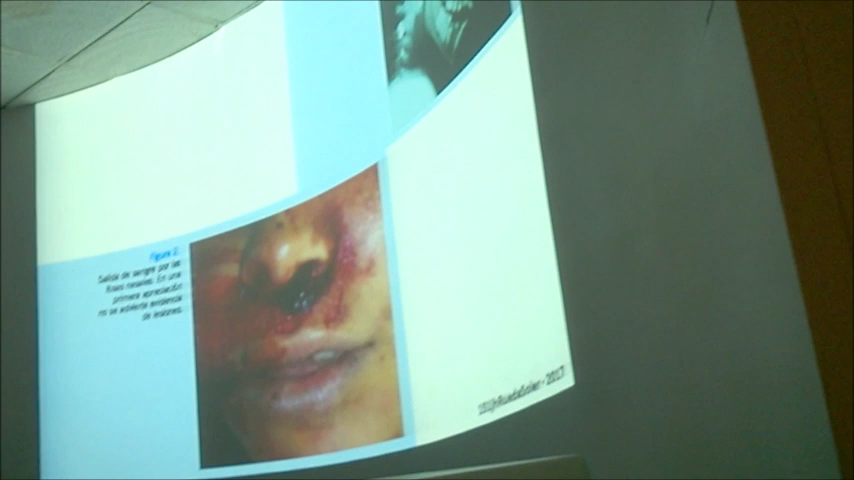 Figura 2.
Salida de sangre por las
fosas nasales. En una
primera apreciación
no se advierte evidencia
de lesiones.
2017